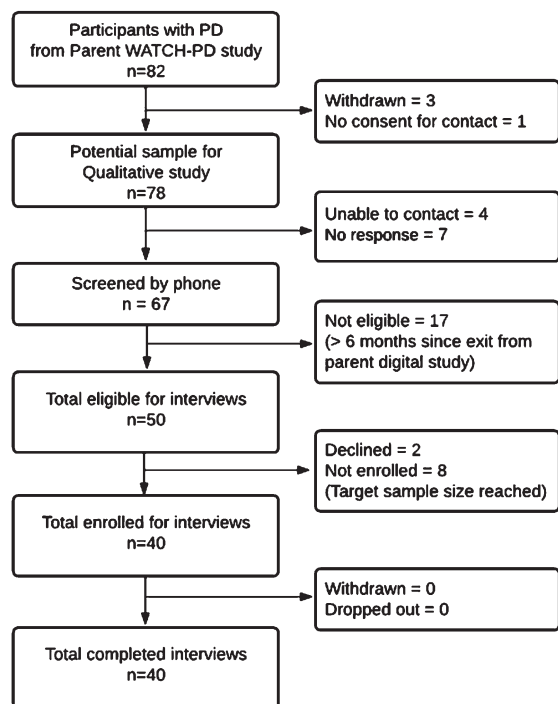 Participants with PD
from Parent WATCH-PD study
n=82
Withdrawn = 3
No consent for contact = 1
Potential sample for
Qualitative study
n=78
Unable to contact = 4
No response = 7
Screened by phone
n = 67
Not eligible = 17
(> 6 months since exit from
parent digital study)
Total eligible for interviews
n=50
Declined = 2
Not enrolled = 8
(Target sample size reached)
Total enrolled for interviews
n=40
Withdrawn = 0
Dropped out = 0
Total completed interviews
n=40